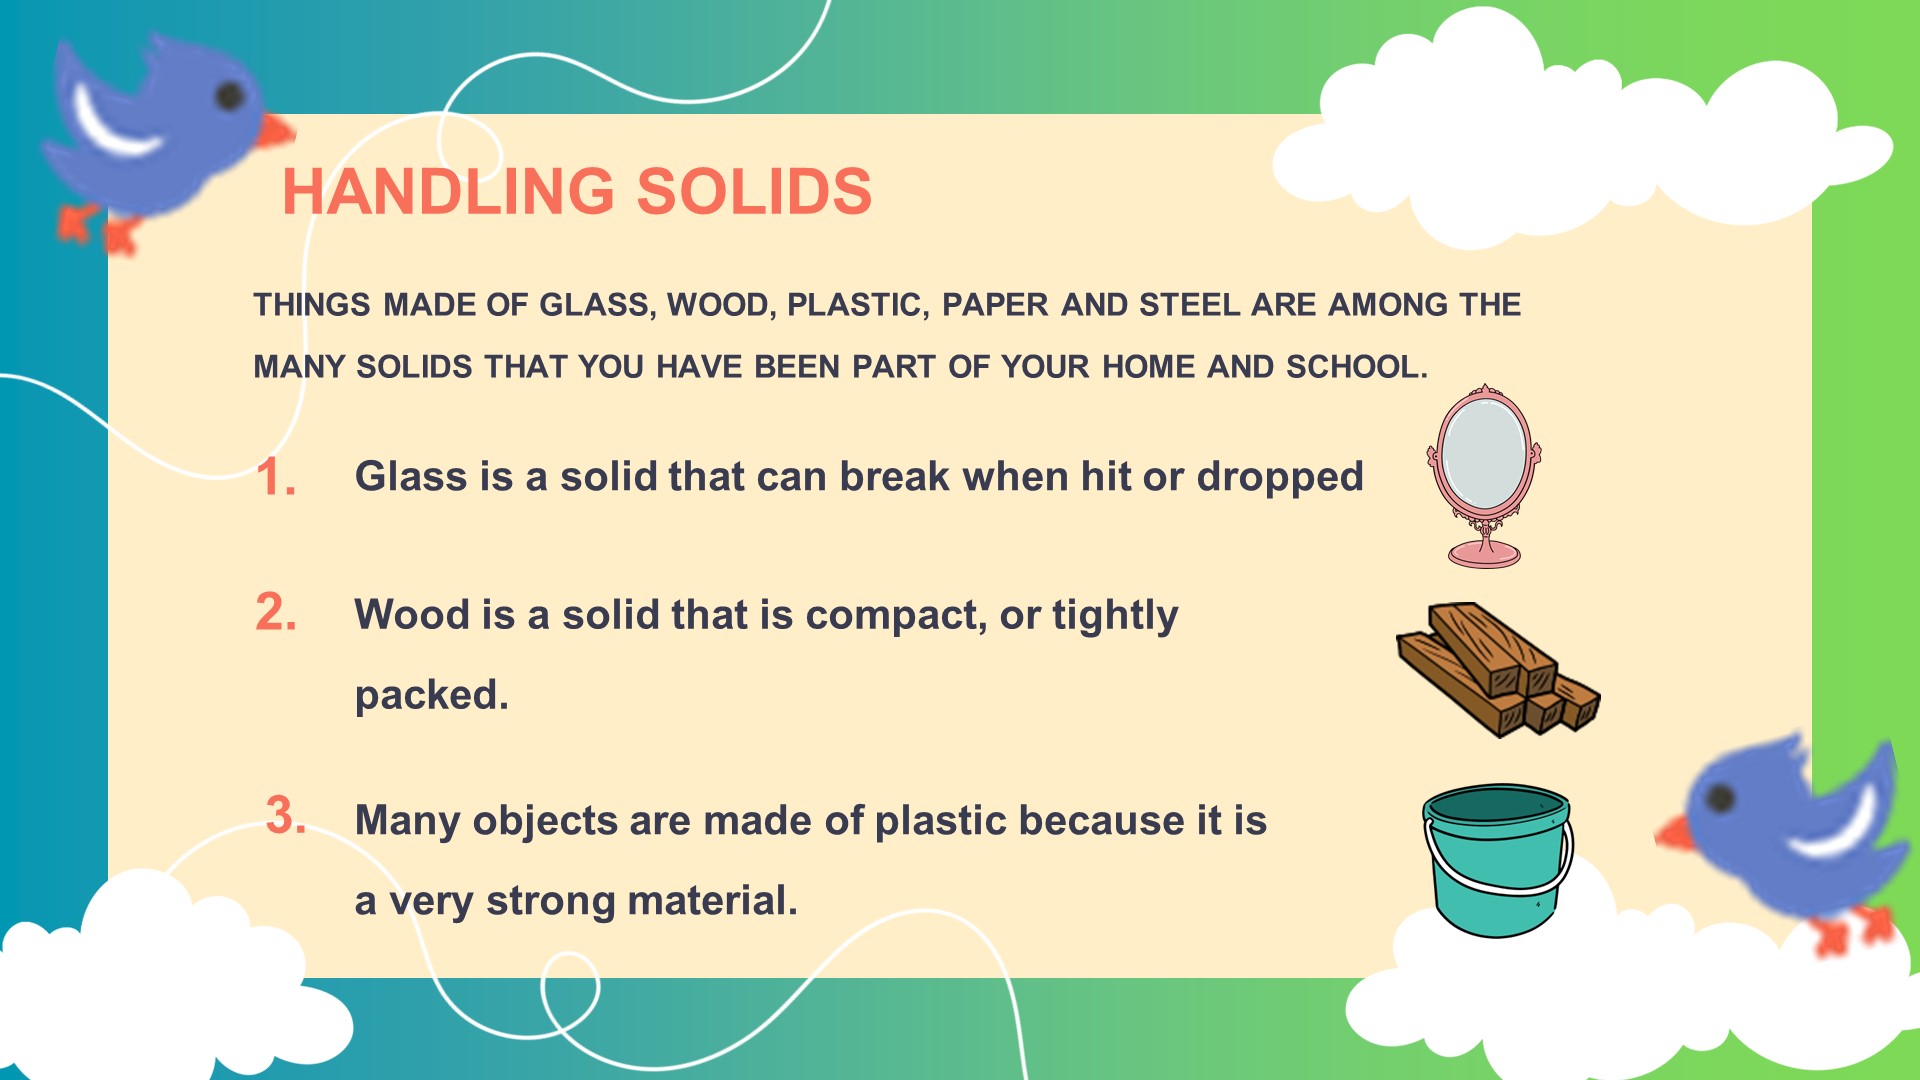 HANDLING SOLIDS
THINGS MADE OF GLASS, WOOD, PLASTIC, PAPER AND STEEL ARE AMONG THE
MANY SOLIDS THAT YOU HAVE BEEN PART OF YOUR HOME AND SCHOOL.
1. Glass is a solid that can break when hit or dropped
2. Wood is a solid that is compact, or tightly
packed.
3. Many objects are made of plastic because it is
a very strong material.